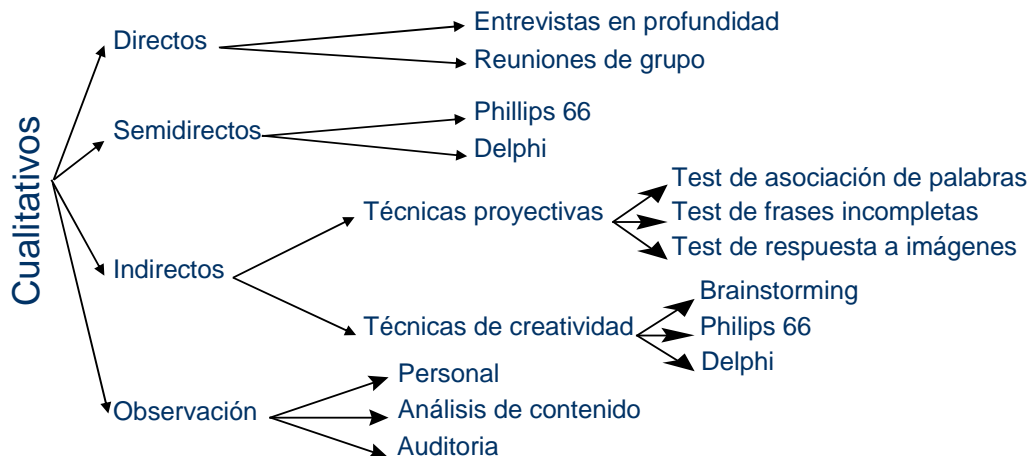 Cualitativos
Directos
Entrevistas en profundidad
Reuniones de grupo
Semidirectos
Phillips 66
Delphi
Indirectos
Técnicas proyectivas
Test de asociación de palabras
Test de frases incompletas
Test de respuesta a imágenes
Técnicas de creatividad
Brainstorming
Philips 66
Delphi
Observación
Personal
Análisis de contenido
Auditoria